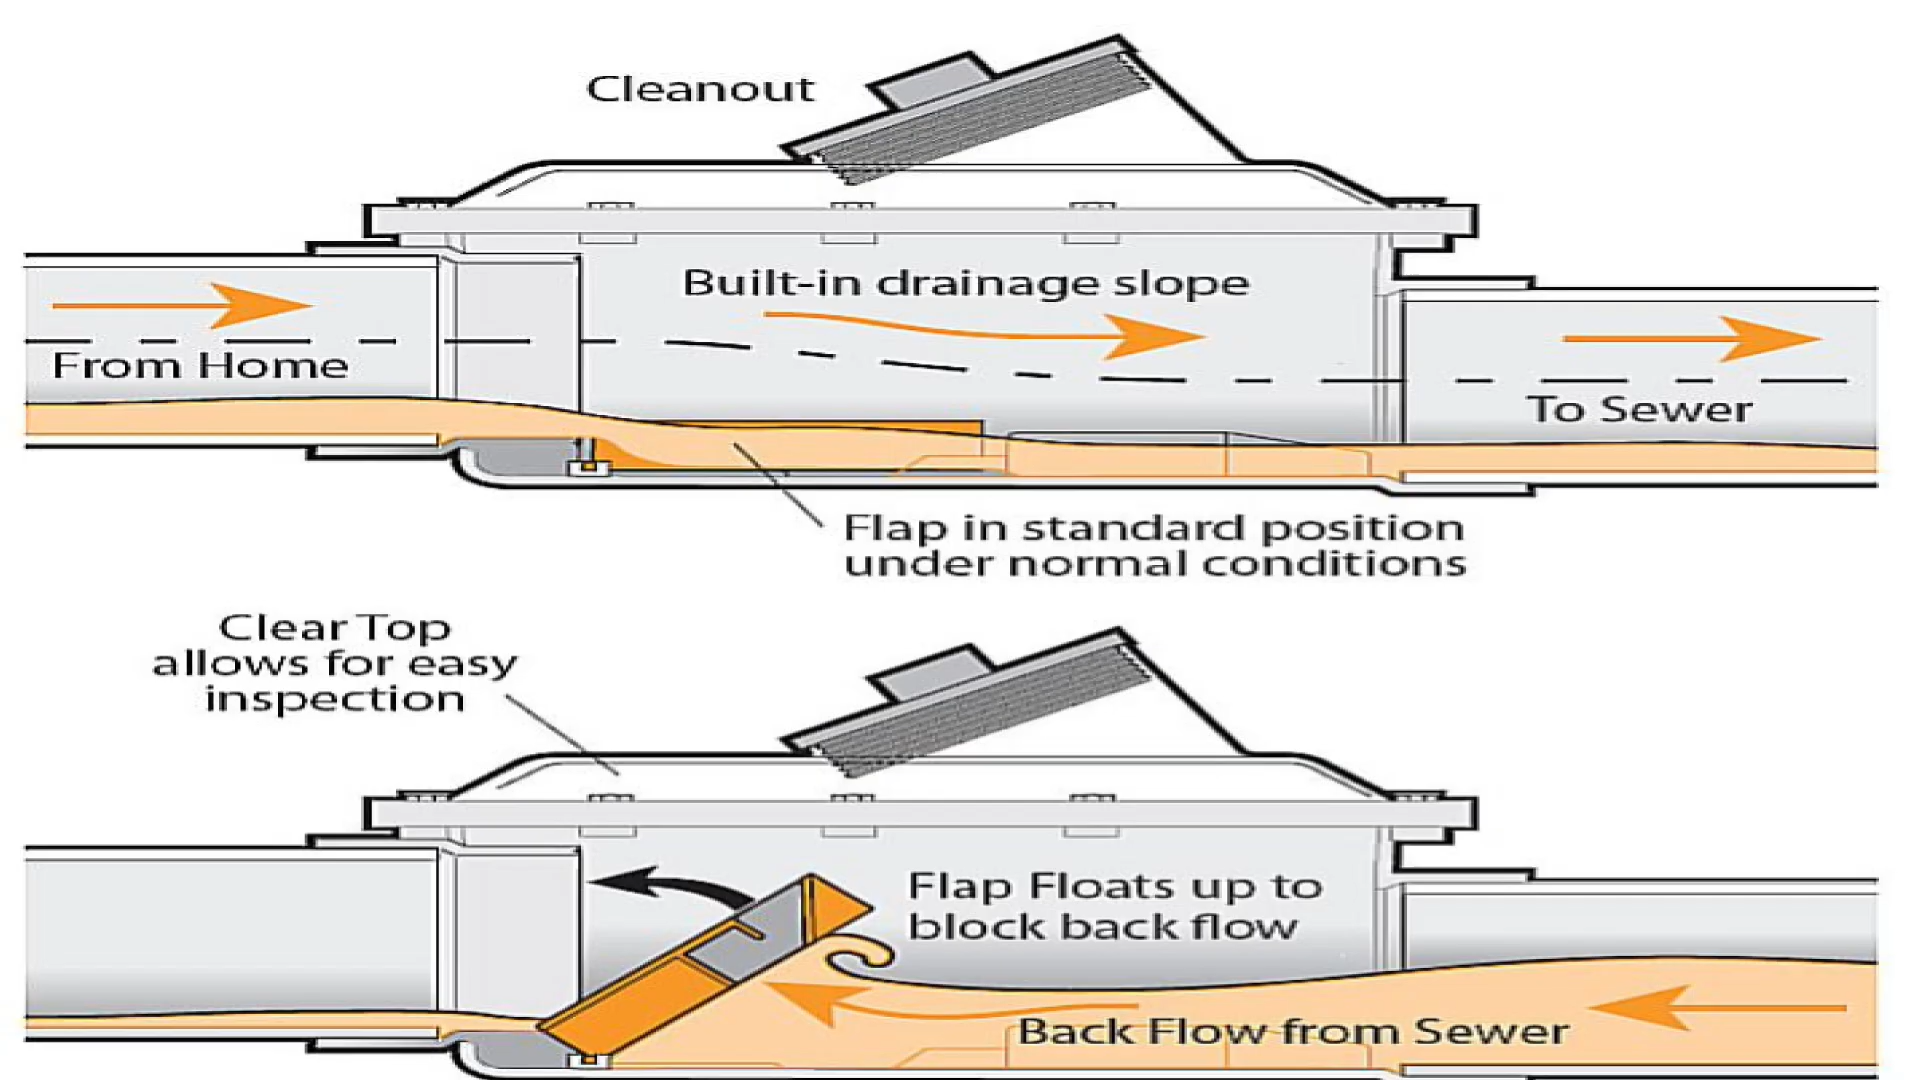 Cleanout
Built-in drainage slope
From Home
To Sewer
Flap in standard position
under normal conditions
Clear Top
allows for easy
inspection
Flap Floats up to
block back flow
Back Flow from Sewer